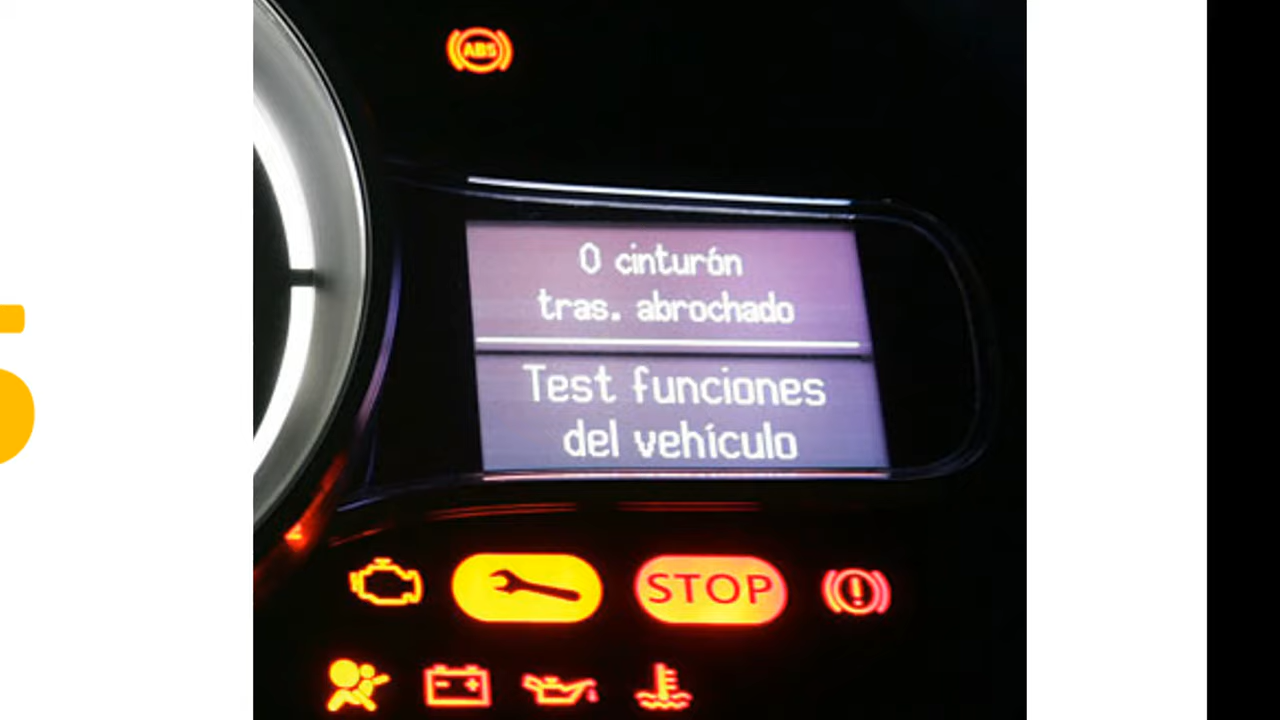 ABS
0 cinturón
tras. abrochado
Test funciones
del vehículo
STOP